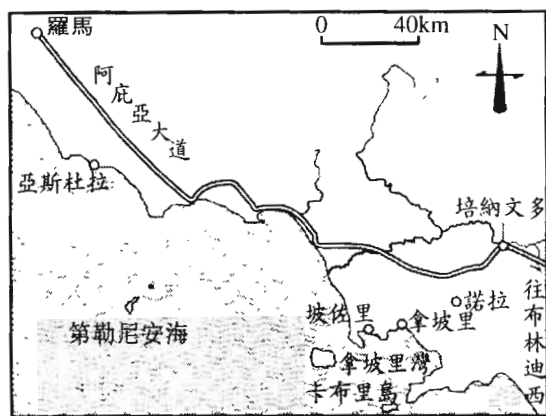 羅馬
0 40km
N
阿庇亞大道
亞斯杜拉
培納文多
往布林迪西
諾拉
坡佐里
拿坡里
第勒尼安海
拿坡里灣
卡布里島